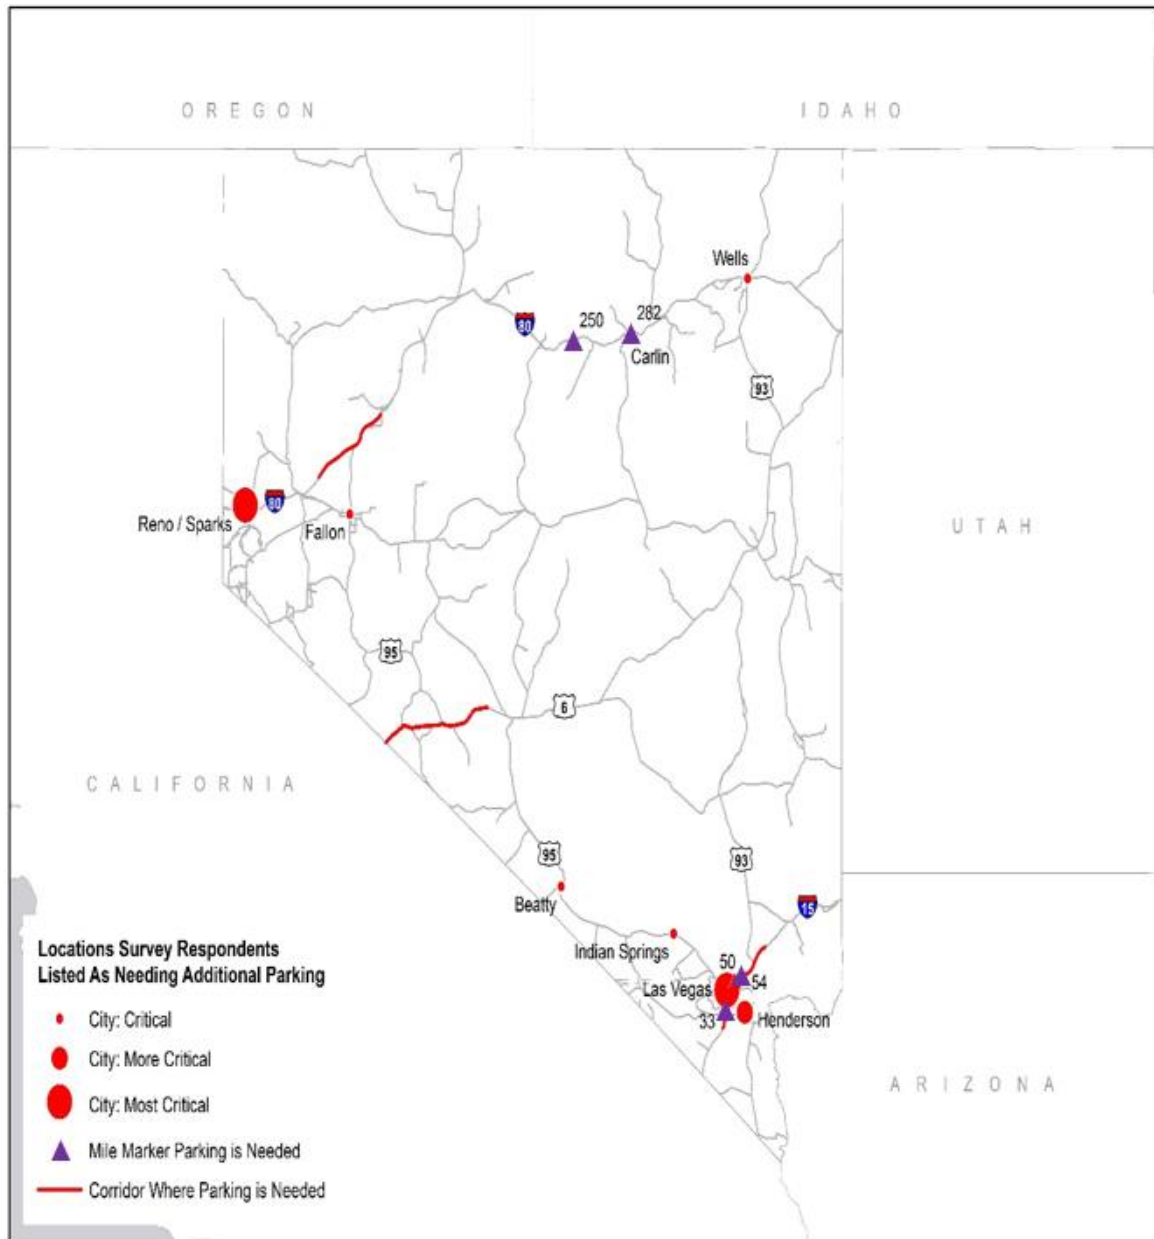 OREGON
IDAHO
Wells
80
250
282
Carlin
93
Reno / Sparks
80
Fallon
UTAH
95
6
CALIFORNIA
95
93
Beatty
15
Indian Springs
50
Las Vegas
54
33
Henderson
ARIZONA
Locations Survey Respondents
Listed As Needing Additional Parking
City: Critical
City: More Critical
City: Most Critical
Mile Marker Parking is Needed
Corridor Where Parking is Needed